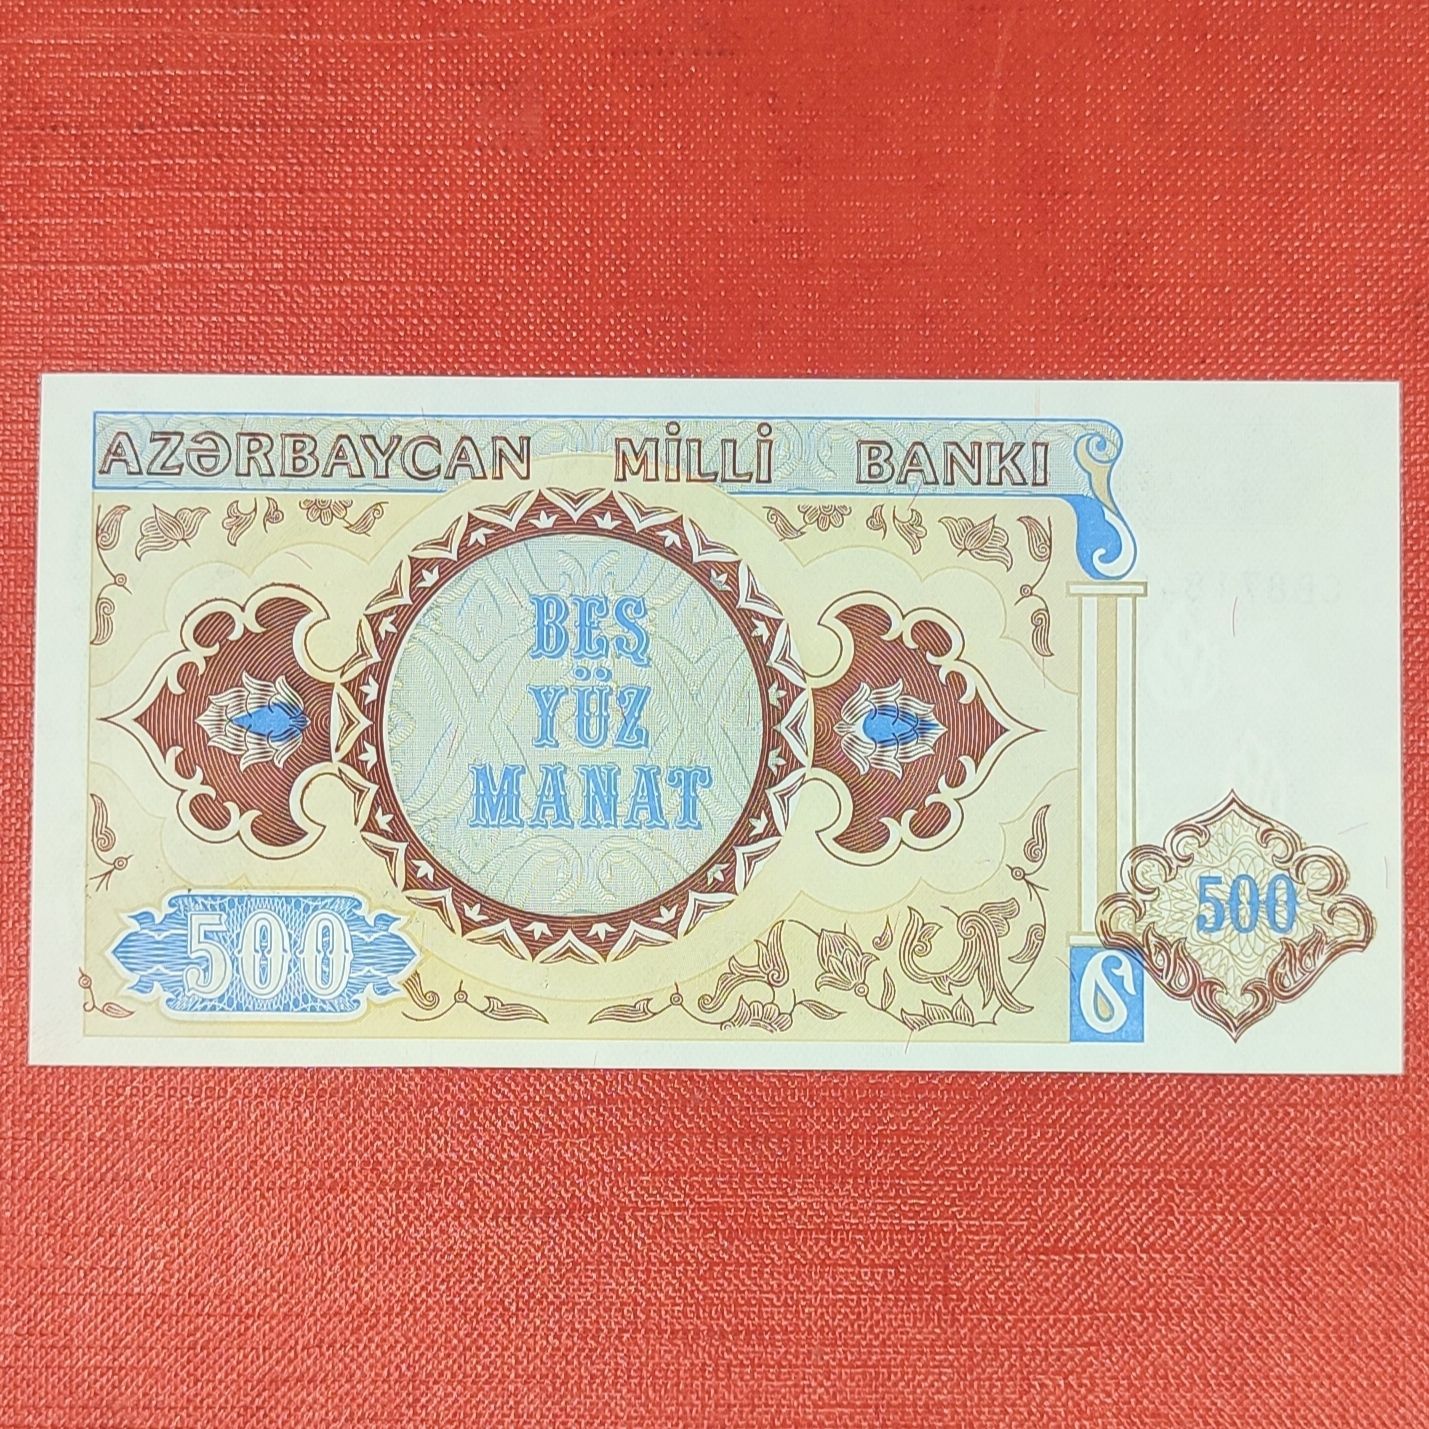 AZƏRBAYCAN MİLLİ BANKI
BEŞ
YÜZ
MANAT
500
500